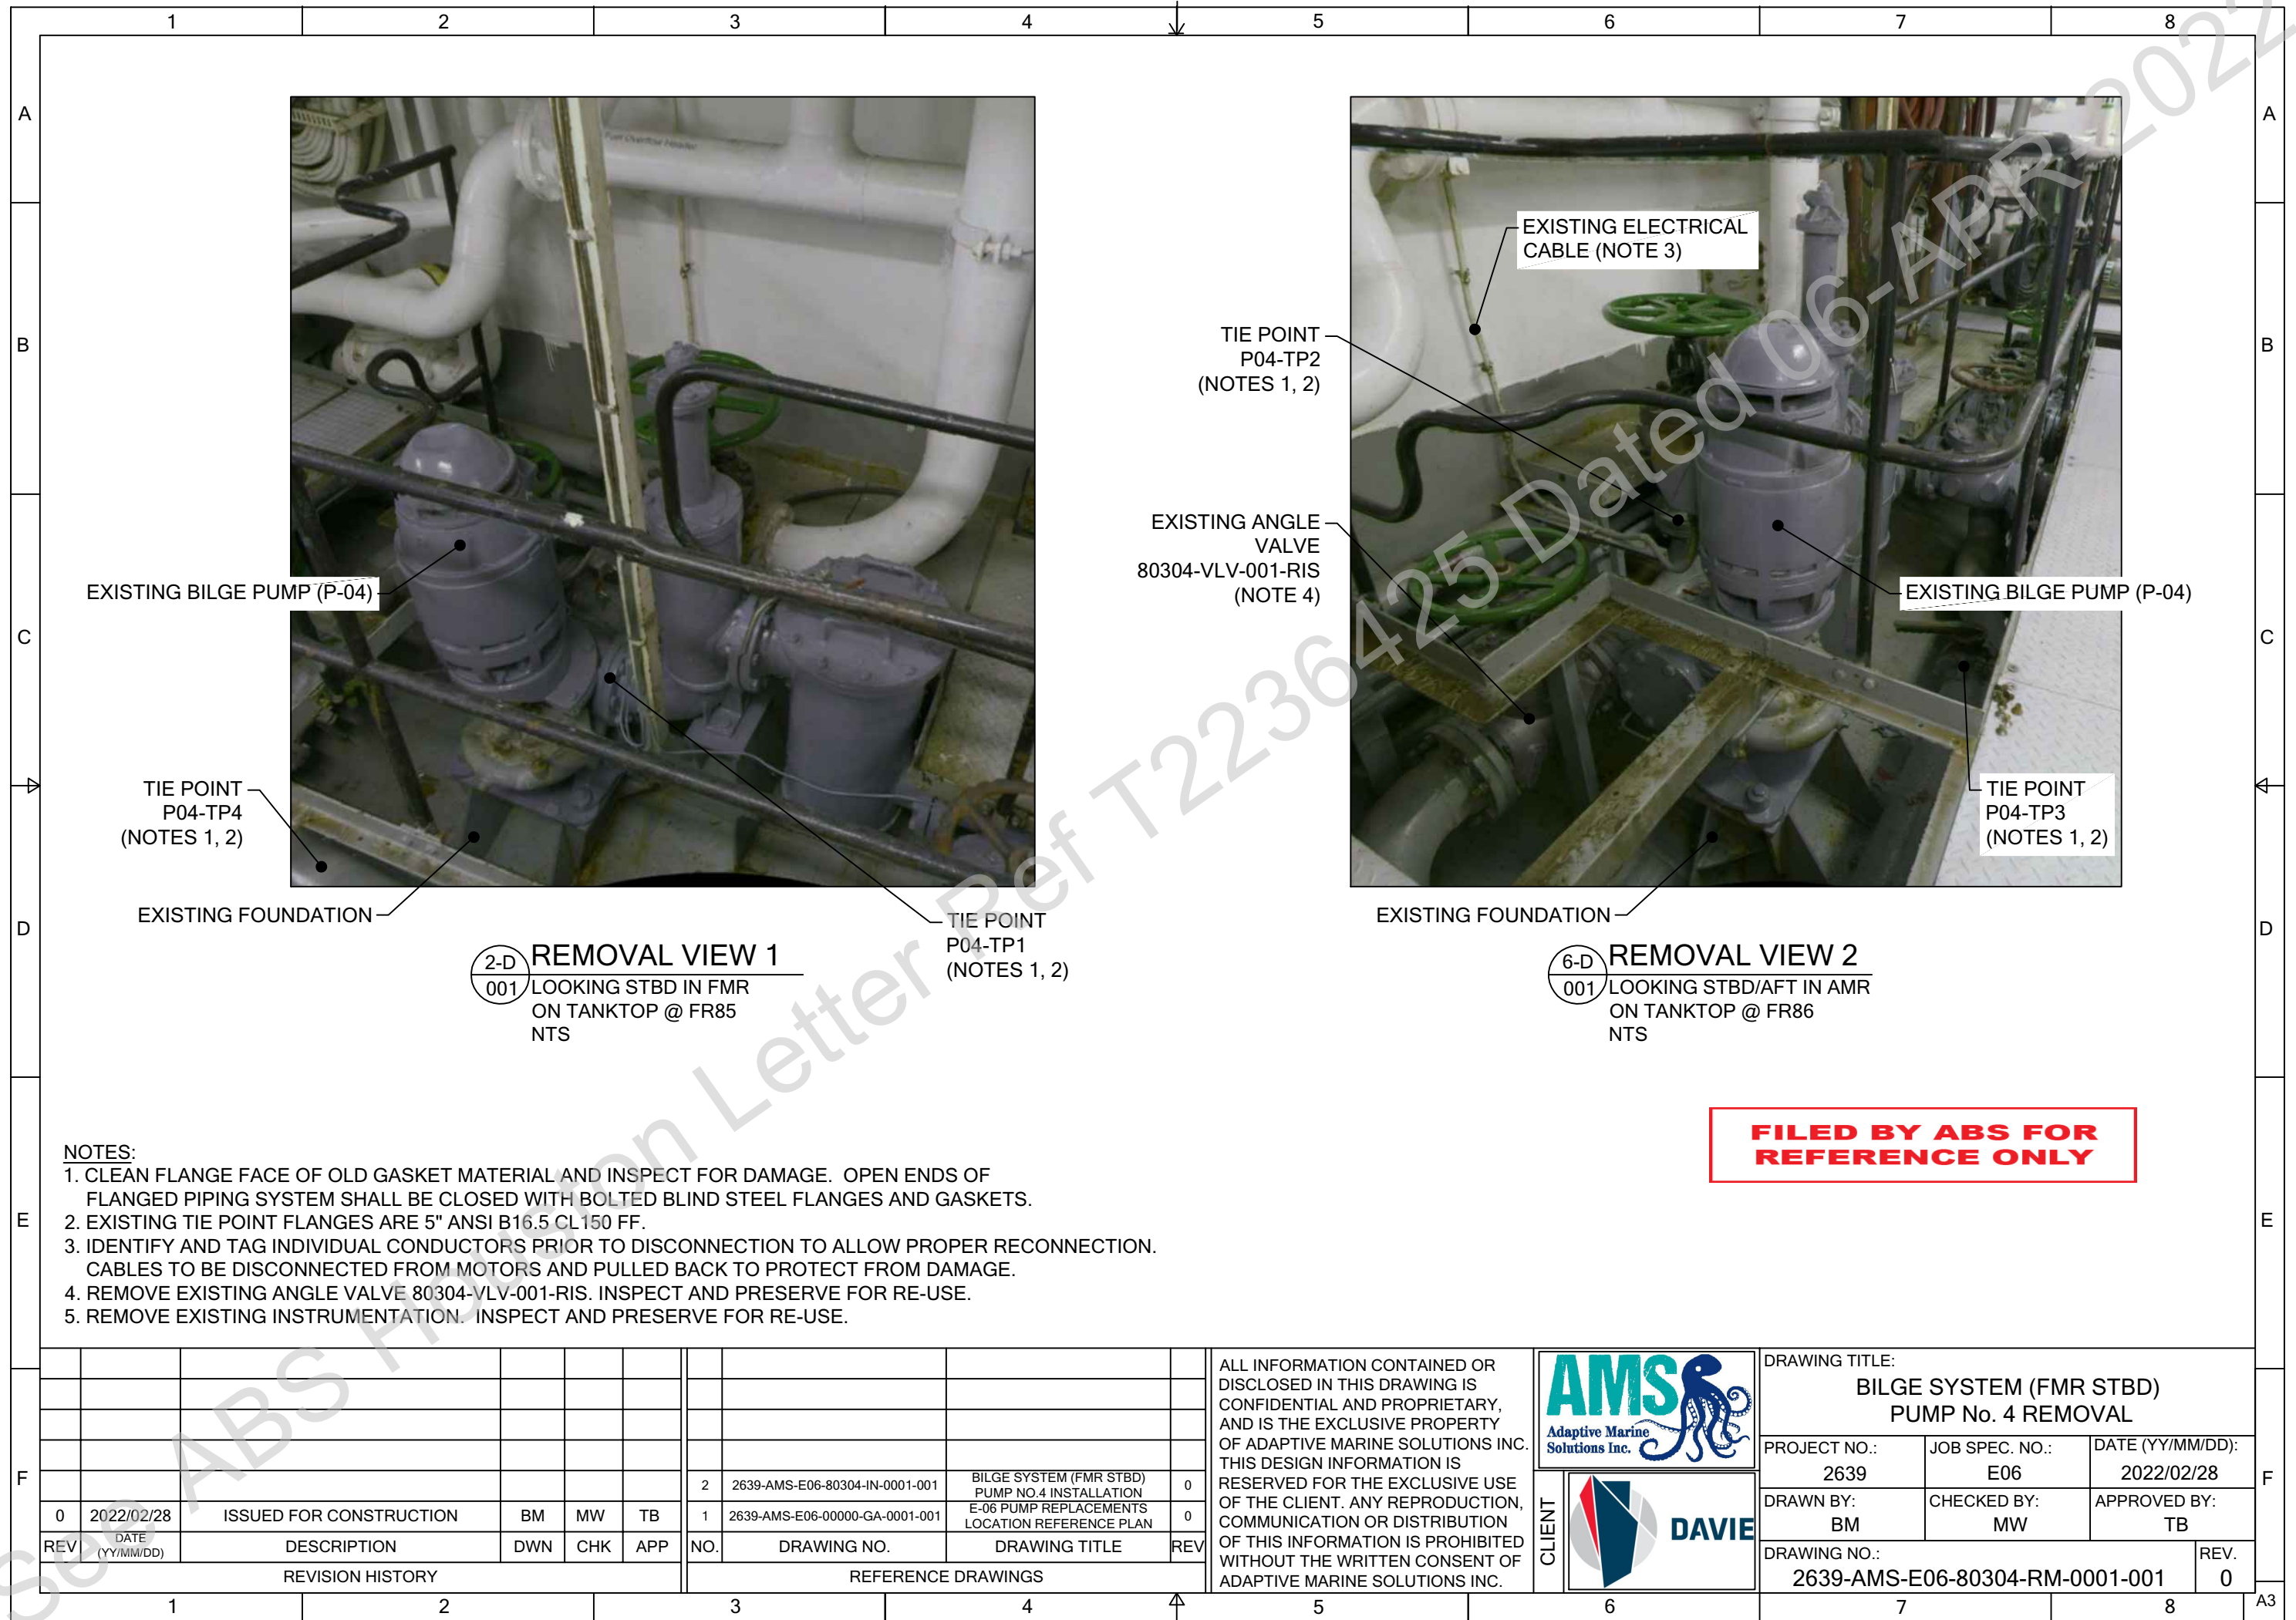 1 2 3 4 5 6 7 8
A A
B B
C C
D D
E E
F F
Fuel Overflow Header
EXISTING BILGE PUMP (P-04)
TIE POINT
P04-TP4
(NOTES 1, 2)
EXISTING FOUNDATION
TIE POINT
P04-TP1
(NOTES 1, 2)
2-D
001
REMOVAL VIEW 1
LOOKING STBD IN FMR
ON TANKTOP @ FR85
NTS
EXISTING ELECTRICAL
CABLE (NOTE 3)
TIE POINT
P04-TP2
(NOTES 1, 2)
EXISTING ANGLE
VALVE
80304-VLV-001-RIS
(NOTE 4)
EXISTING BILGE PUMP (P-04)
TIE POINT
P04-TP3
(NOTES 1, 2)
EXISTING FOUNDATION
6-D
001
REMOVAL VIEW 2
LOOKING STBD/AFT IN AMR
ON TANKTOP @ FR86
NTS
See ABS Houston Letter Ref T2236425 Dated 06-APR-2022
FILED BY ABS FOR
REFERENCE ONLY
NOTES:
1. CLEAN FLANGE FACE OF OLD GASKET MATERIAL AND INSPECT FOR DAMAGE. OPEN ENDS OF
FLANGED PIPING SYSTEM SHALL BE CLOSED WITH BOLTED BLIND STEEL FLANGES AND GASKETS.
2. EXISTING TIE POINT FLANGES ARE 5" ANSI B16.5 CL150 FF.
3. IDENTIFY AND TAG INDIVIDUAL CONDUCTORS PRIOR TO DISCONNECTION TO ALLOW PROPER RECONNECTION.
CABLES TO BE DISCONNECTED FROM MOTORS AND PULLED BACK TO PROTECT FROM DAMAGE.
4. REMOVE EXISTING ANGLE VALVE 80304-VLV-001-RIS. INSPECT AND PRESERVE FOR RE-USE.
5. REMOVE EXISTING INSTRUMENTATION. INSPECT AND PRESERVE FOR RE-USE.
0 2022/02/28 ISSUED FOR CONSTRUCTION BM MW TB
REV DATE (YY/MM/DD) DESCRIPTION DWN CHK APP
REVISION HISTORY
2 2639-AMS-E06-80304-IN-0001-001 BILGE SYSTEM (FMR STBD) PUMP NO.4 INSTALLATION 0
1 2639-AMS-E06-00000-GA-0001-001 E-06 PUMP REPLACEMENTS LOCATION REFERENCE PLAN 0
NO. DRAWING NO. DRAWING TITLE REV
REFERENCE DRAWINGS
ALL INFORMATION CONTAINED OR
DISCLOSED IN THIS DRAWING IS
CONFIDENTIAL AND PROPRIETARY,
AND IS THE EXCLUSIVE PROPERTY
OF ADAPTIVE MARINE SOLUTIONS INC.
THIS DESIGN INFORMATION IS
RESERVED FOR THE EXCLUSIVE USE
OF THE CLIENT. ANY REPRODUCTION,
COMMUNICATION OR DISTRIBUTION
OF THIS INFORMATION IS PROHIBITED
WITHOUT THE WRITTEN CONSENT OF
ADAPTIVE MARINE SOLUTIONS INC.
AMS
Adaptive Marine
Solutions Inc.
CLIENT
DAVIE
DRAWING TITLE:
BILGE SYSTEM (FMR STBD)
PUMP No. 4 REMOVAL
PROJECT NO.: JOB SPEC. NO.: DATE (YY/MM/DD):
2639 E06 2022/02/28
DRAWN BY: CHECKED BY: APPROVED BY:
BM MW TB
DRAWING NO.: REV.
2639-AMS-E06-80304-RM-0001-001 0
1 2 3 4 5 6 7 8 A3